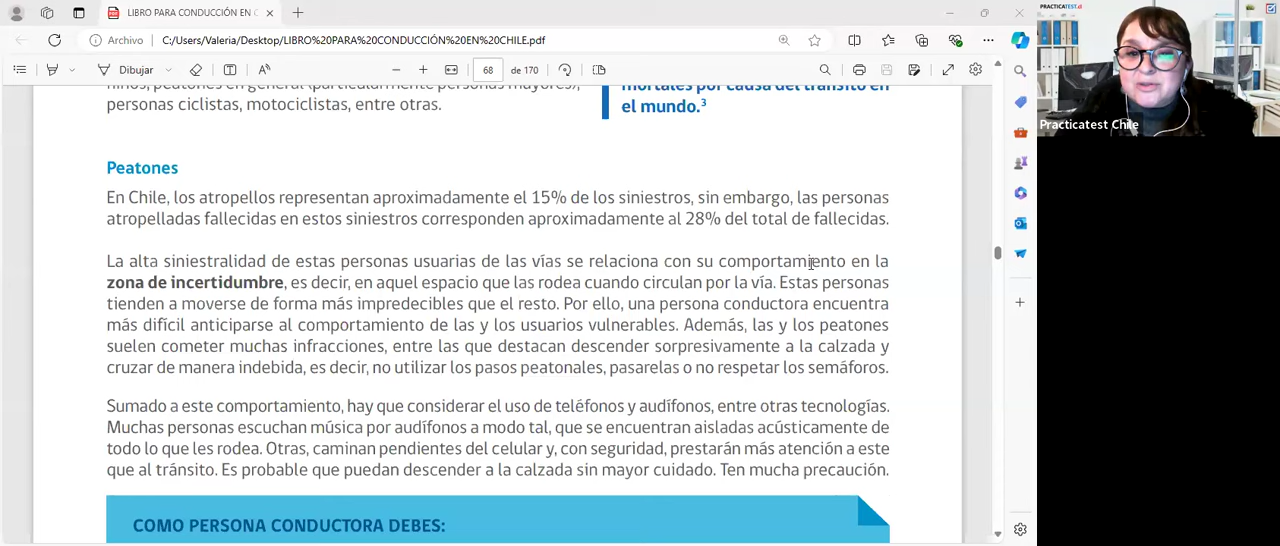 LIBRO PARA CONDUCCIÓN EN C
Archivo
C:/Users/Valeria/Desktop/LIBRO%20PARA%20CONDUCCIÓN%20EN%20CHILE.pdf
Dibujar
68 de 170
niños, peatones en general (particularmente personas mayores),
personas ciclistas, motociclistas, entre otras.
mortales por causa del tránsito en
el mundo.³
Peatones
En Chile, los atropellos representan aproximadamente el 15% de los siniestros, sin embargo, las personas
atropelladas fallecidas en estos siniestros corresponden aproximadamente al 28% del total de fallecidas.
La alta siniestralidad de estas personas usuarias de las vías se relaciona con su comportamiento en la
zona de incertidumbre, es decir, en aquel espacio que las rodea cuando circulan por la vía. Estas personas
tienden a moverse de forma más impredecibles que el resto. Por ello, una persona conductora encuentra
más difícil anticiparse al comportamiento de las y los usuarios vulnerables. Además, las y los peatones
suelen cometer muchas infracciones, entre las que destacan descender sorpresivamente a la calzada y
cruzar de manera indebida, es decir, no utilizar los pasos peatonales, pasarelas o no respetar los semáforos.
Sumado a este comportamiento, hay que considerar el uso de teléfonos y audífonos, entre otras tecnologías.
Muchas personas escuchan música por audífonos a modo tal, que se encuentran aisladas acústicamente de
todo lo que les rodea. Otras, caminan pendientes del celular y, con seguridad, prestarán más atención a este
que al tránsito. Es probable que puedan descender a la calzada sin mayor cuidado. Ten mucha precaución.
COMO PERSONA CONDUCTORA DEBES:
PRACTICATEST.cl
Practicatest Chile